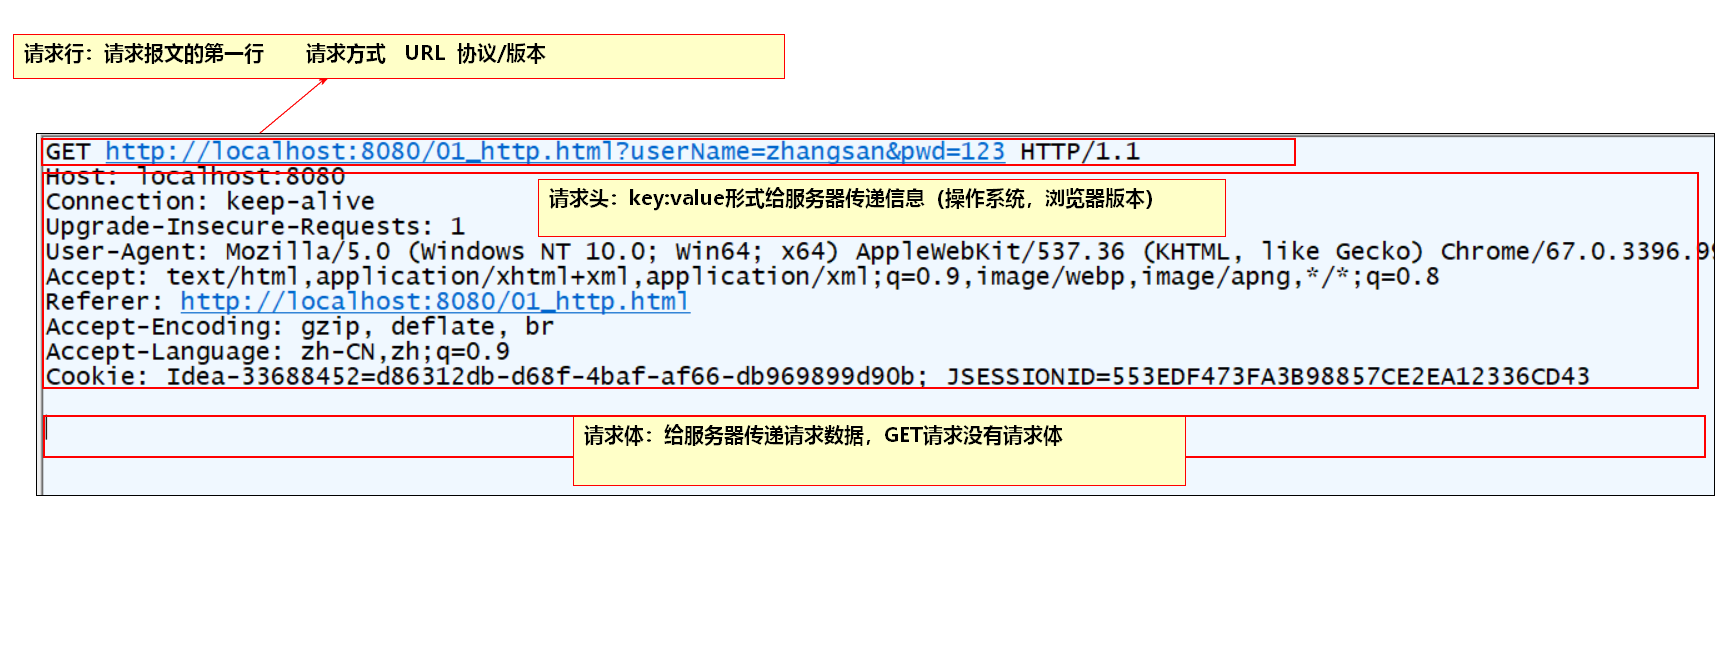 请求行：请求报文的第一行 请求方式 URL 协议/版本
GET http://localhost:8080/01_http.html?userName=zhangsan&pwd=123 HTTP/1.1
Host: localhost:8080
请求头：key:value形式给服务器传递信息（操作系统，浏览器版本）
Connection: keep-alive
Upgrade-Insecure-Requests: 1
User-Agent: Mozilla/5.0 (Windows NT 10.0; Win64; x64) AppleWebKit/537.36 (KHTML, like Gecko) Chrome/67.0.3396.99
Accept: text/html,application/xhtml+xml,application/xml;q=0.9,image/webp,image/apng,*/*;q=0.8
Referer: http://localhost:8080/01_http.html
Accept-Encoding: gzip, deflate, br
Accept-Language: zh-CN,zh;q=0.9
Cookie: Idea-33688452=d86312db-d68f-4baf-af66-db969899d90b; JSESSIONID=553EDF473FA3B98857CE2EA12336CD43
请求体：给服务器传递请求数据，GET请求没有请求体